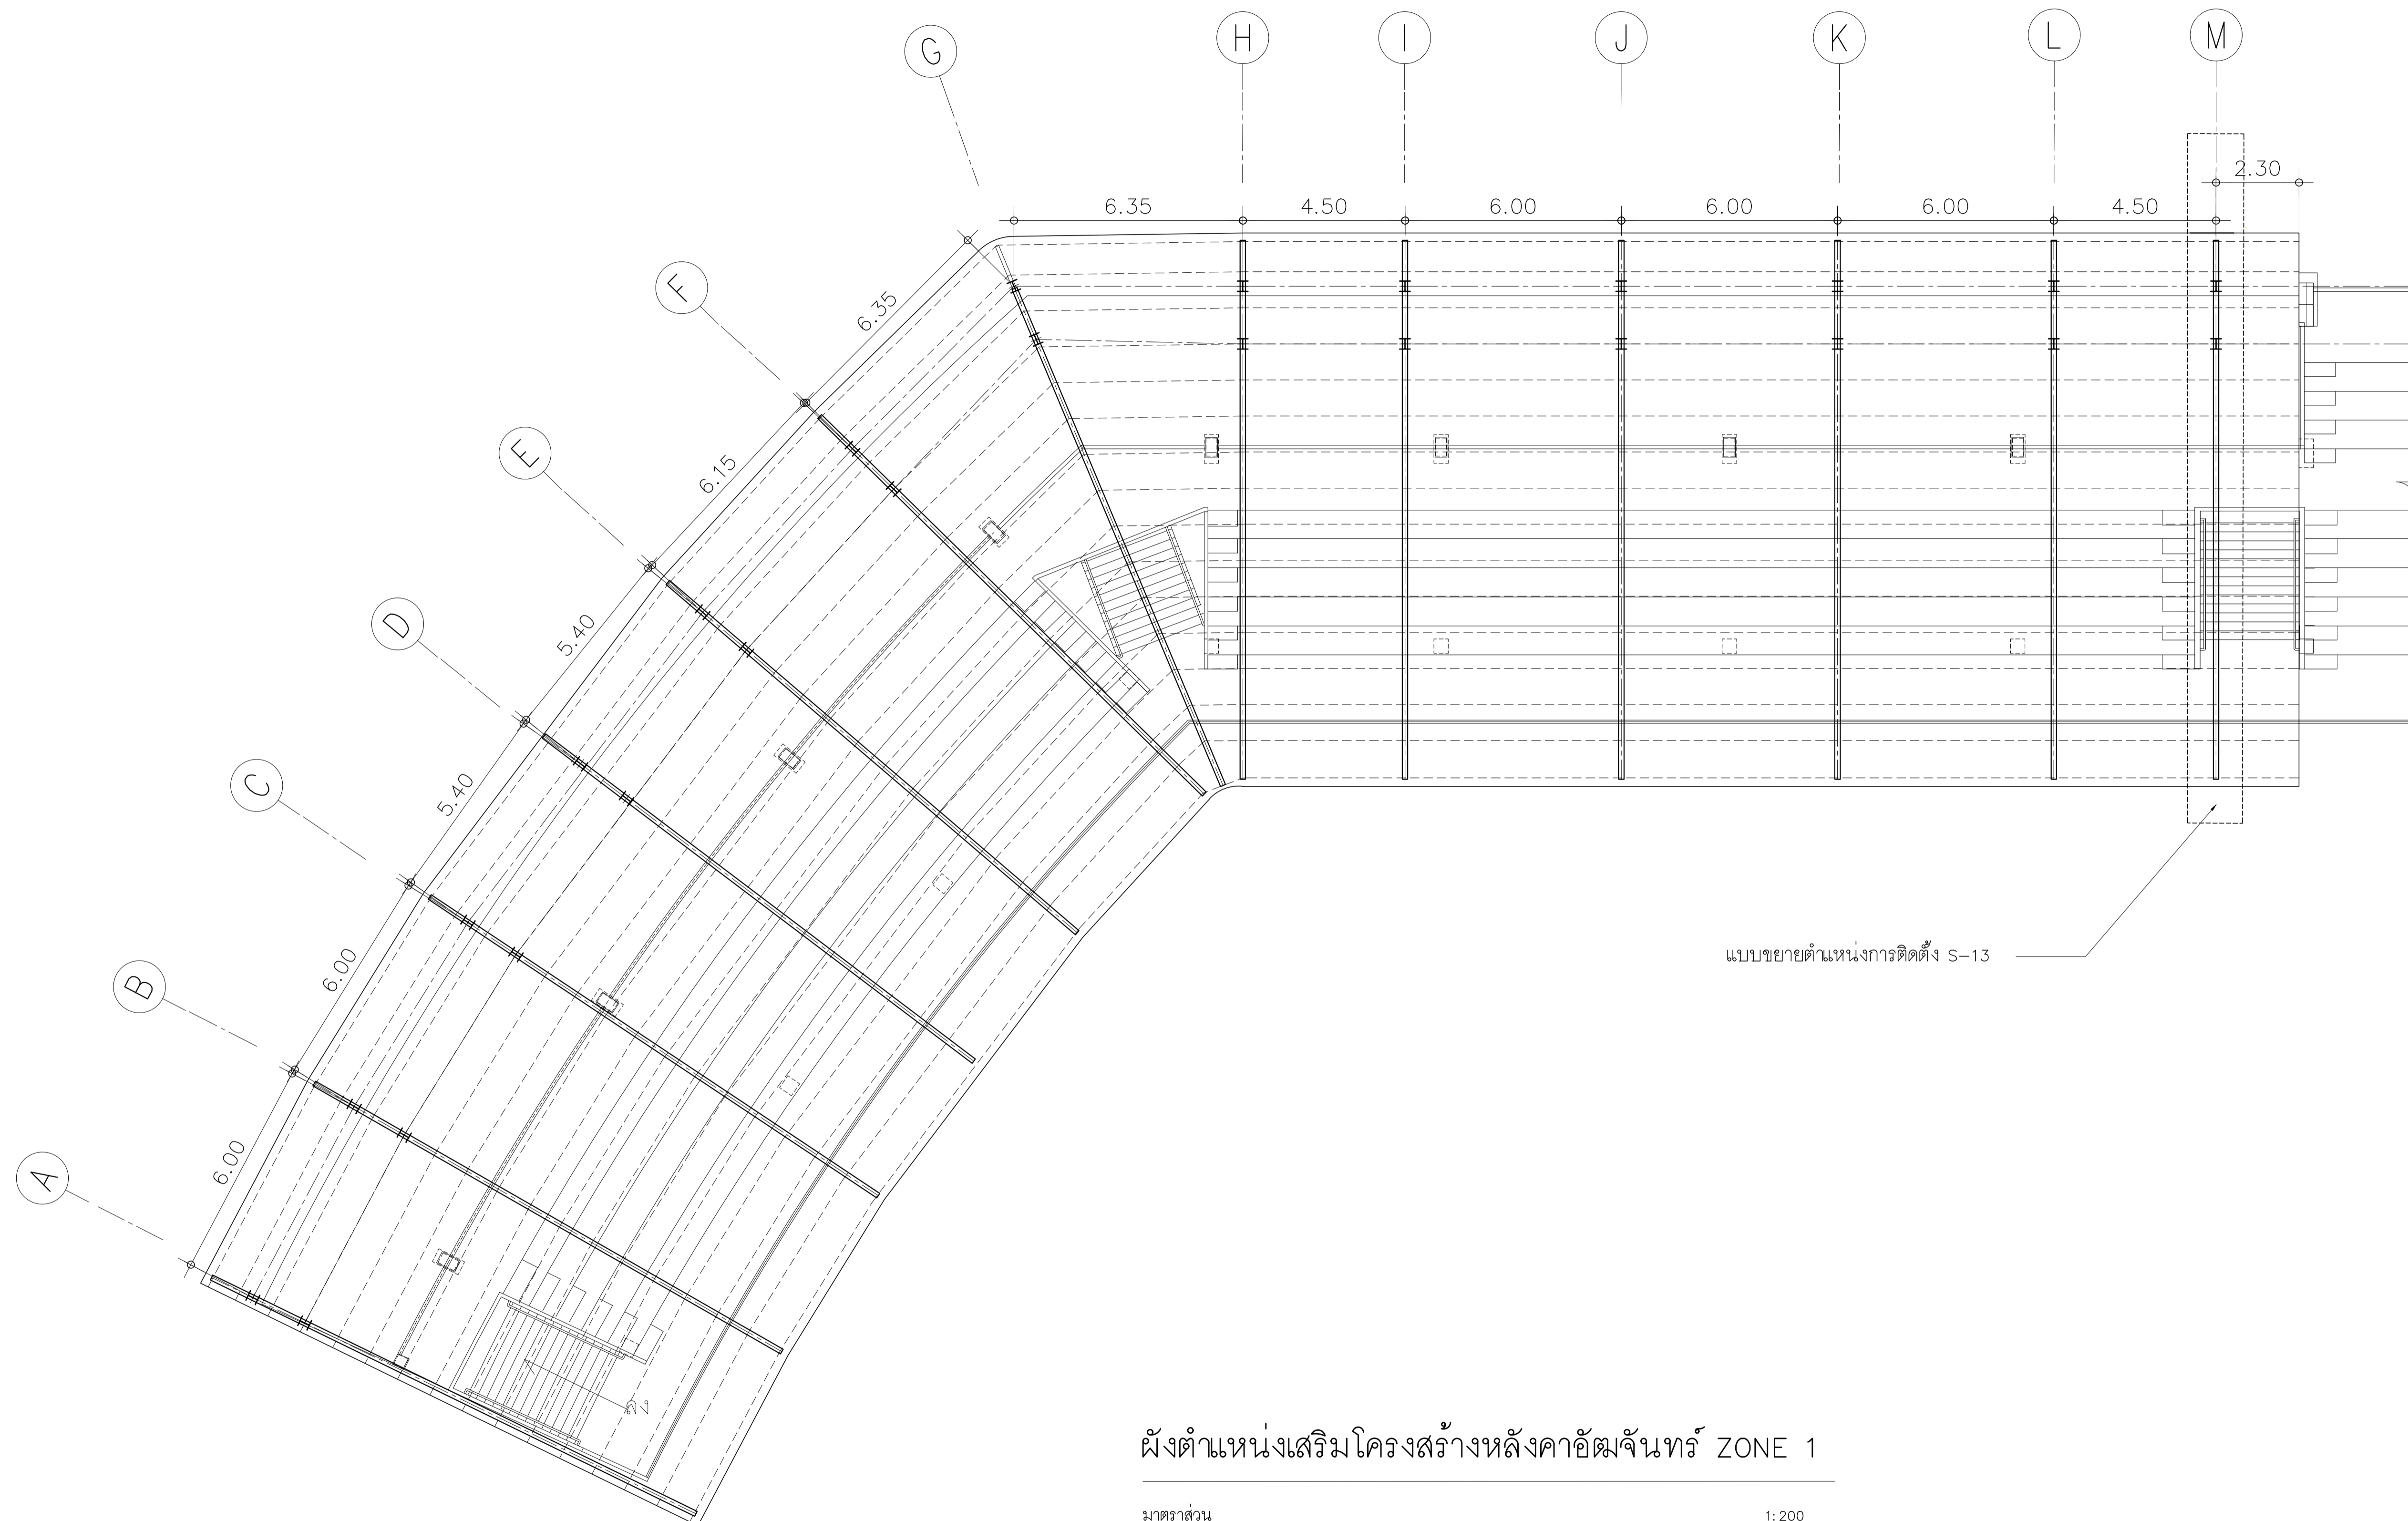 G H I J K L M
2.30
6.35 4.50 6.00 6.00 6.00 4.50
F
6.35
E
6.15
D
5.40
C
5.40
B
6.00
A
6.00
แบบขยายตำแหน่งการติดตั้ง S-13
ลง
ผังตำแหน่งเสริมโครงสร้างหลังคาอัฒจันทร์ ZONE 1
มาตราส่วน 1:200